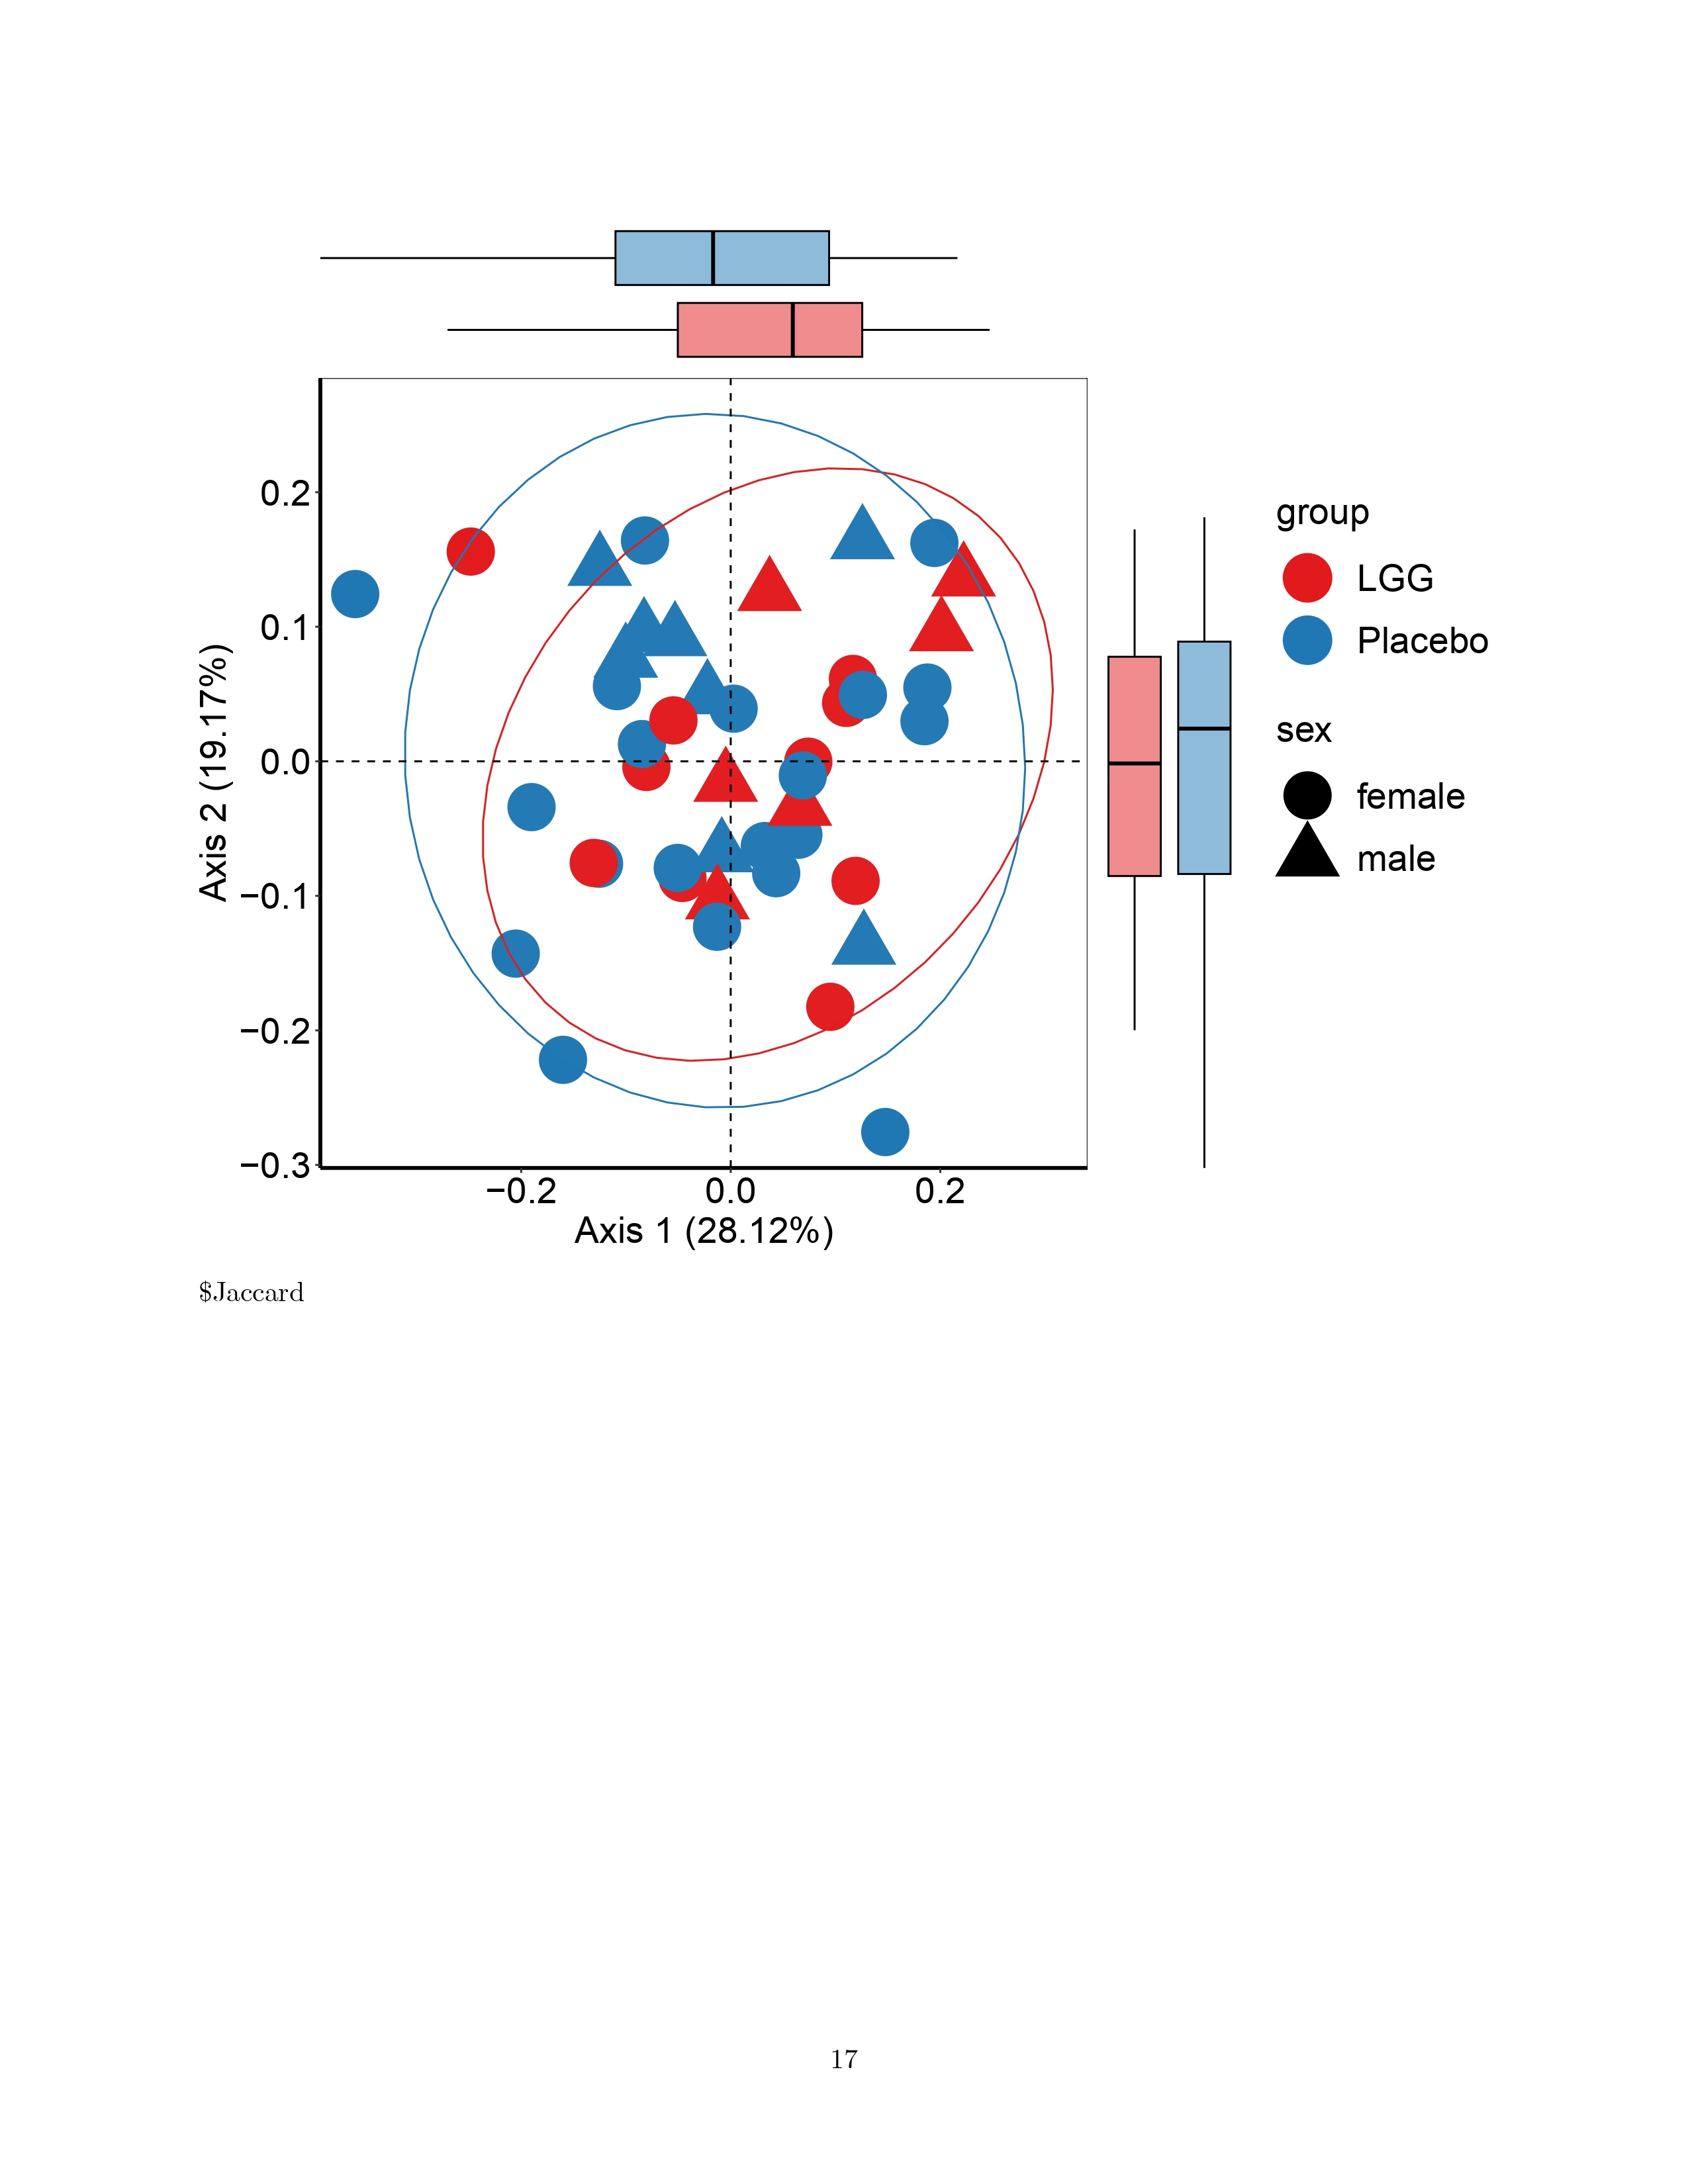 group
LGG
Placebo
sex
female
male
0.2
0.1
0.0
−0.1
−0.2
−0.3
Axis 2 (19.17%)
−0.2
0.0
0.2
Axis 1 (28.12%)
$Jaccard
17